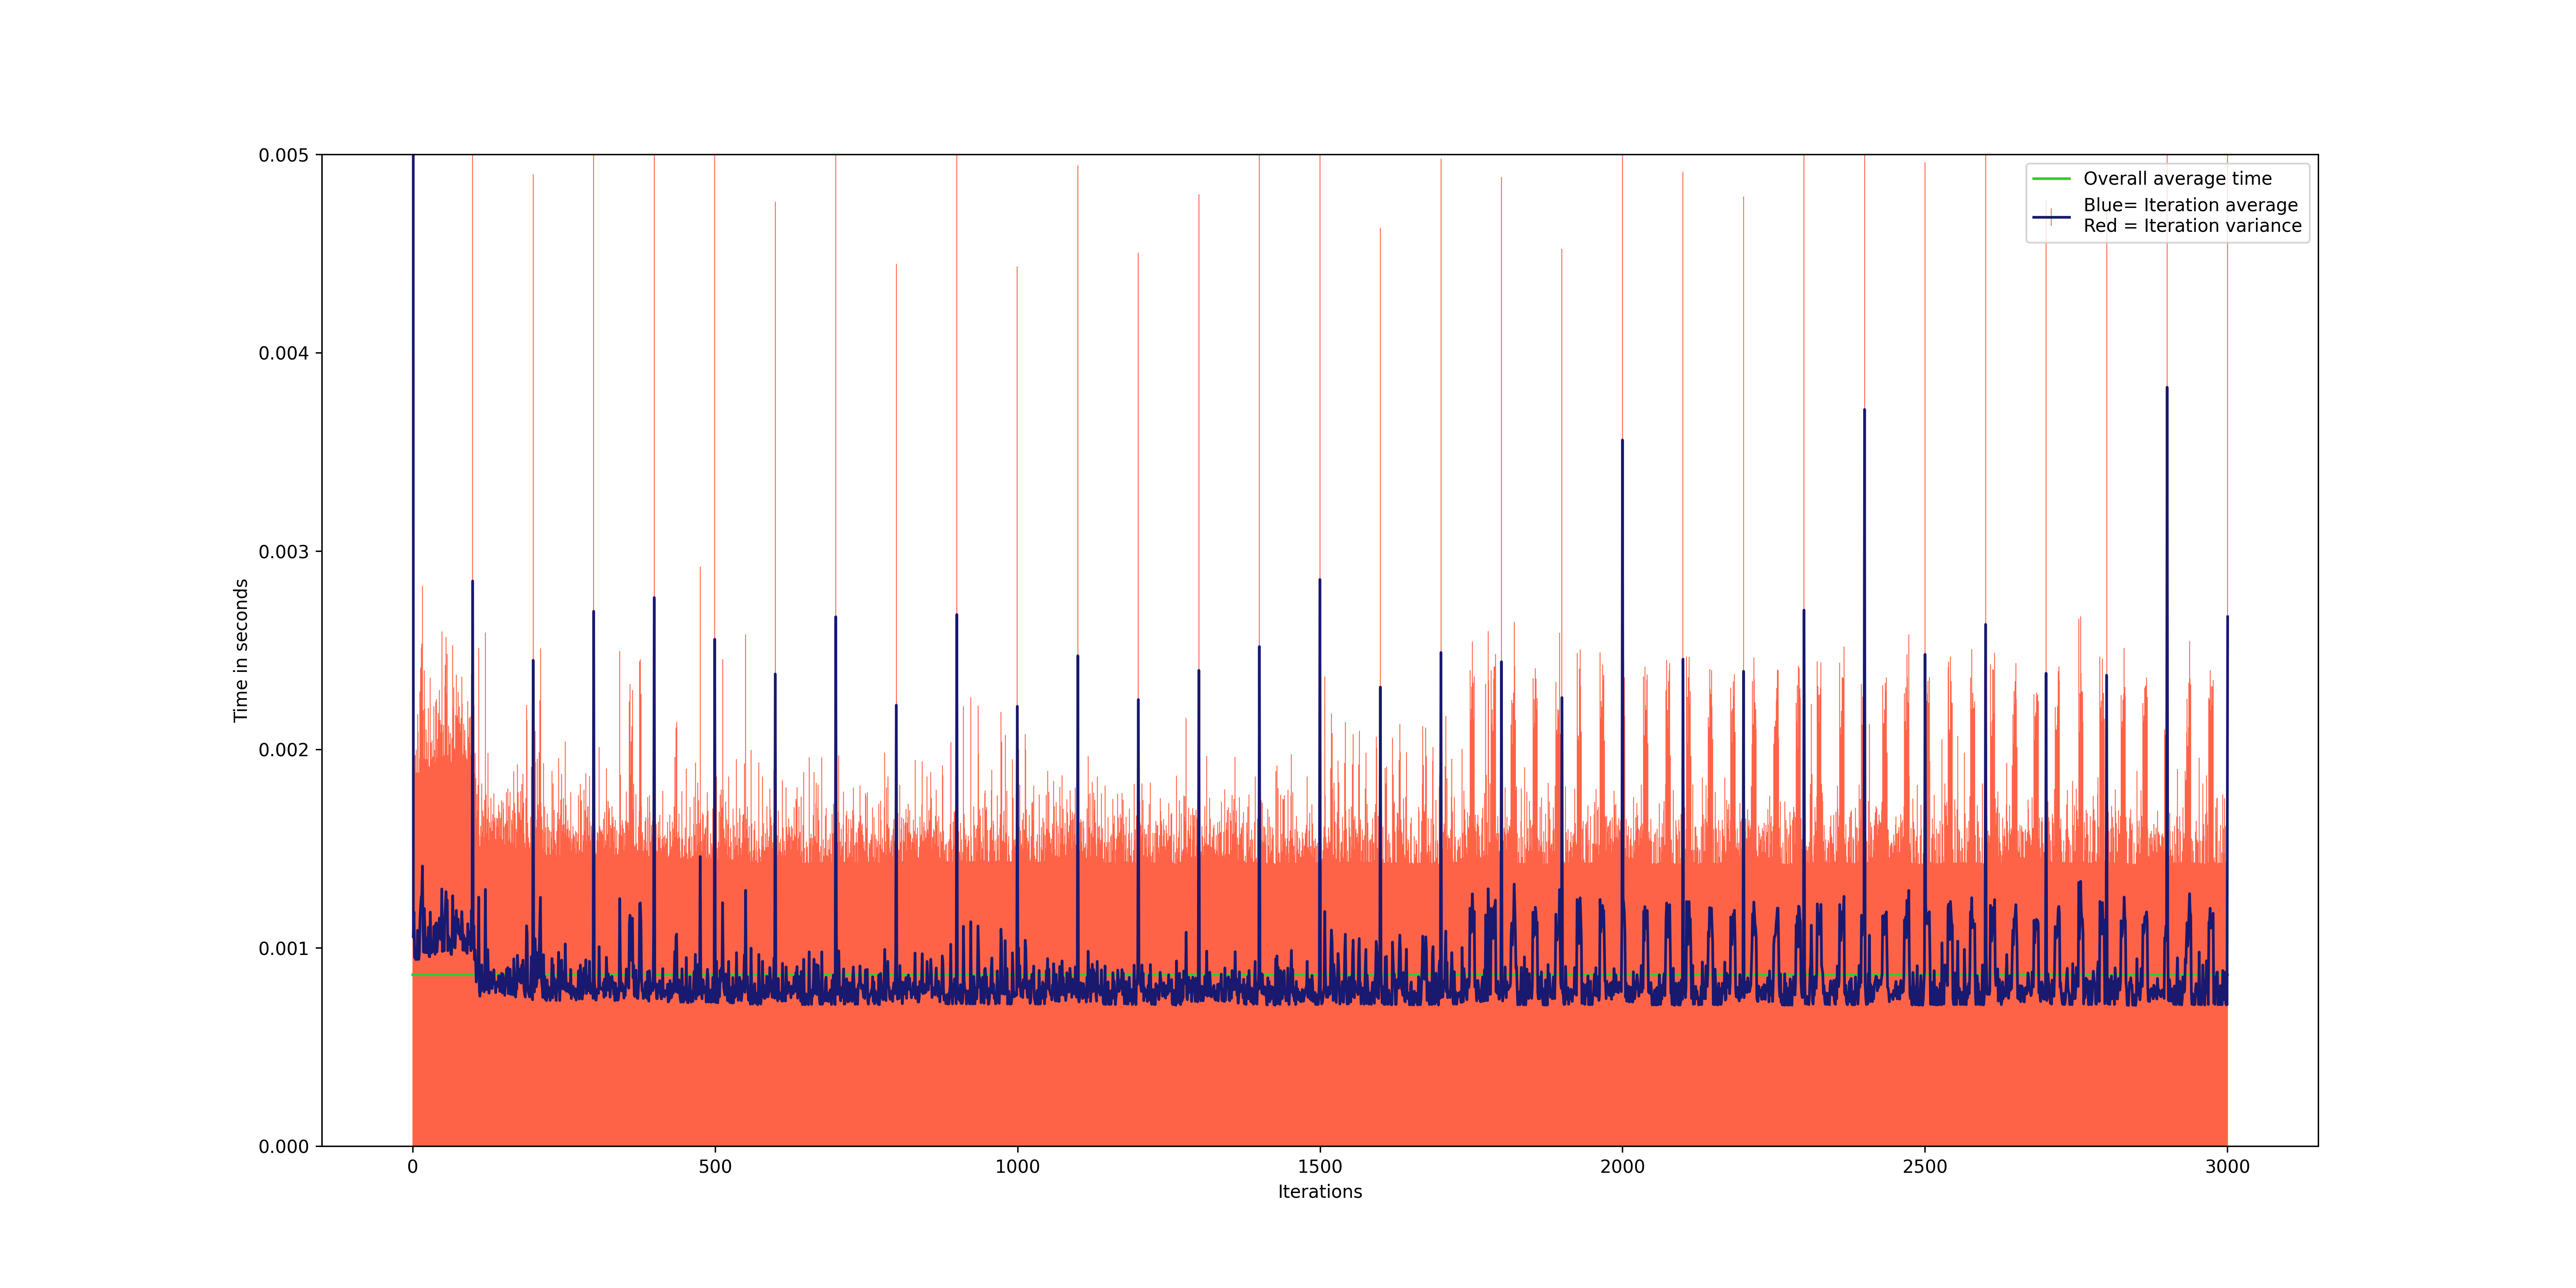 Overall average time
Blue= Iteration average
Red = Iteration variance
Time in seconds
0.005
0.004
0.003
0.002
0.001
0.000
0 500 1000 1500 2000 2500 3000
Iterations